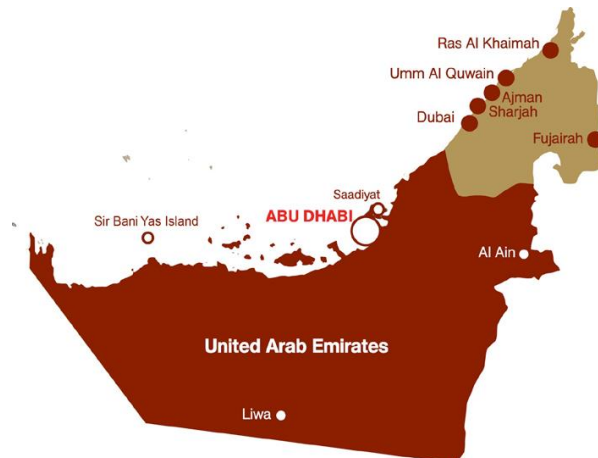 Ras Al Khaimah
Umm Al Quwain
Ajman
Sharjah
Dubai
Fujairah
Saadiyat
ABU DHABI
Sir Bani Yas Island
Al Ain
United Arab Emirates
Liwa